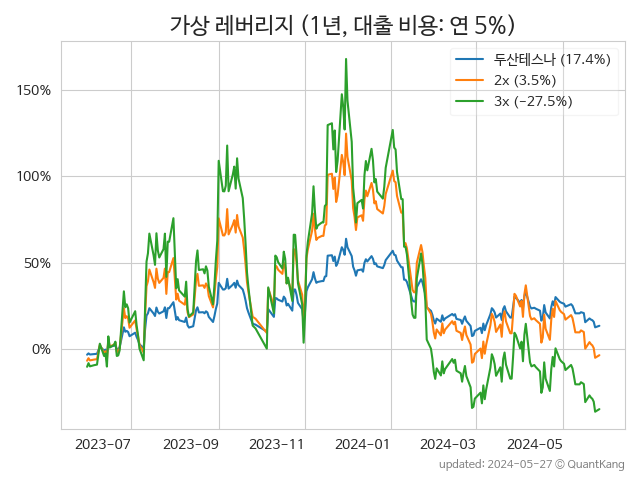 가상 레버리지 (1년, 대출 비용: 연 5%)
두산테스나 (17.4%)
2x (3.5%)
3x (−27.5%)
150%
100%
50%
0%
2023-07
2023-09
2023-11
2024-01
2024-03
2024-05
updated: 2024-05-27 © QuantKang